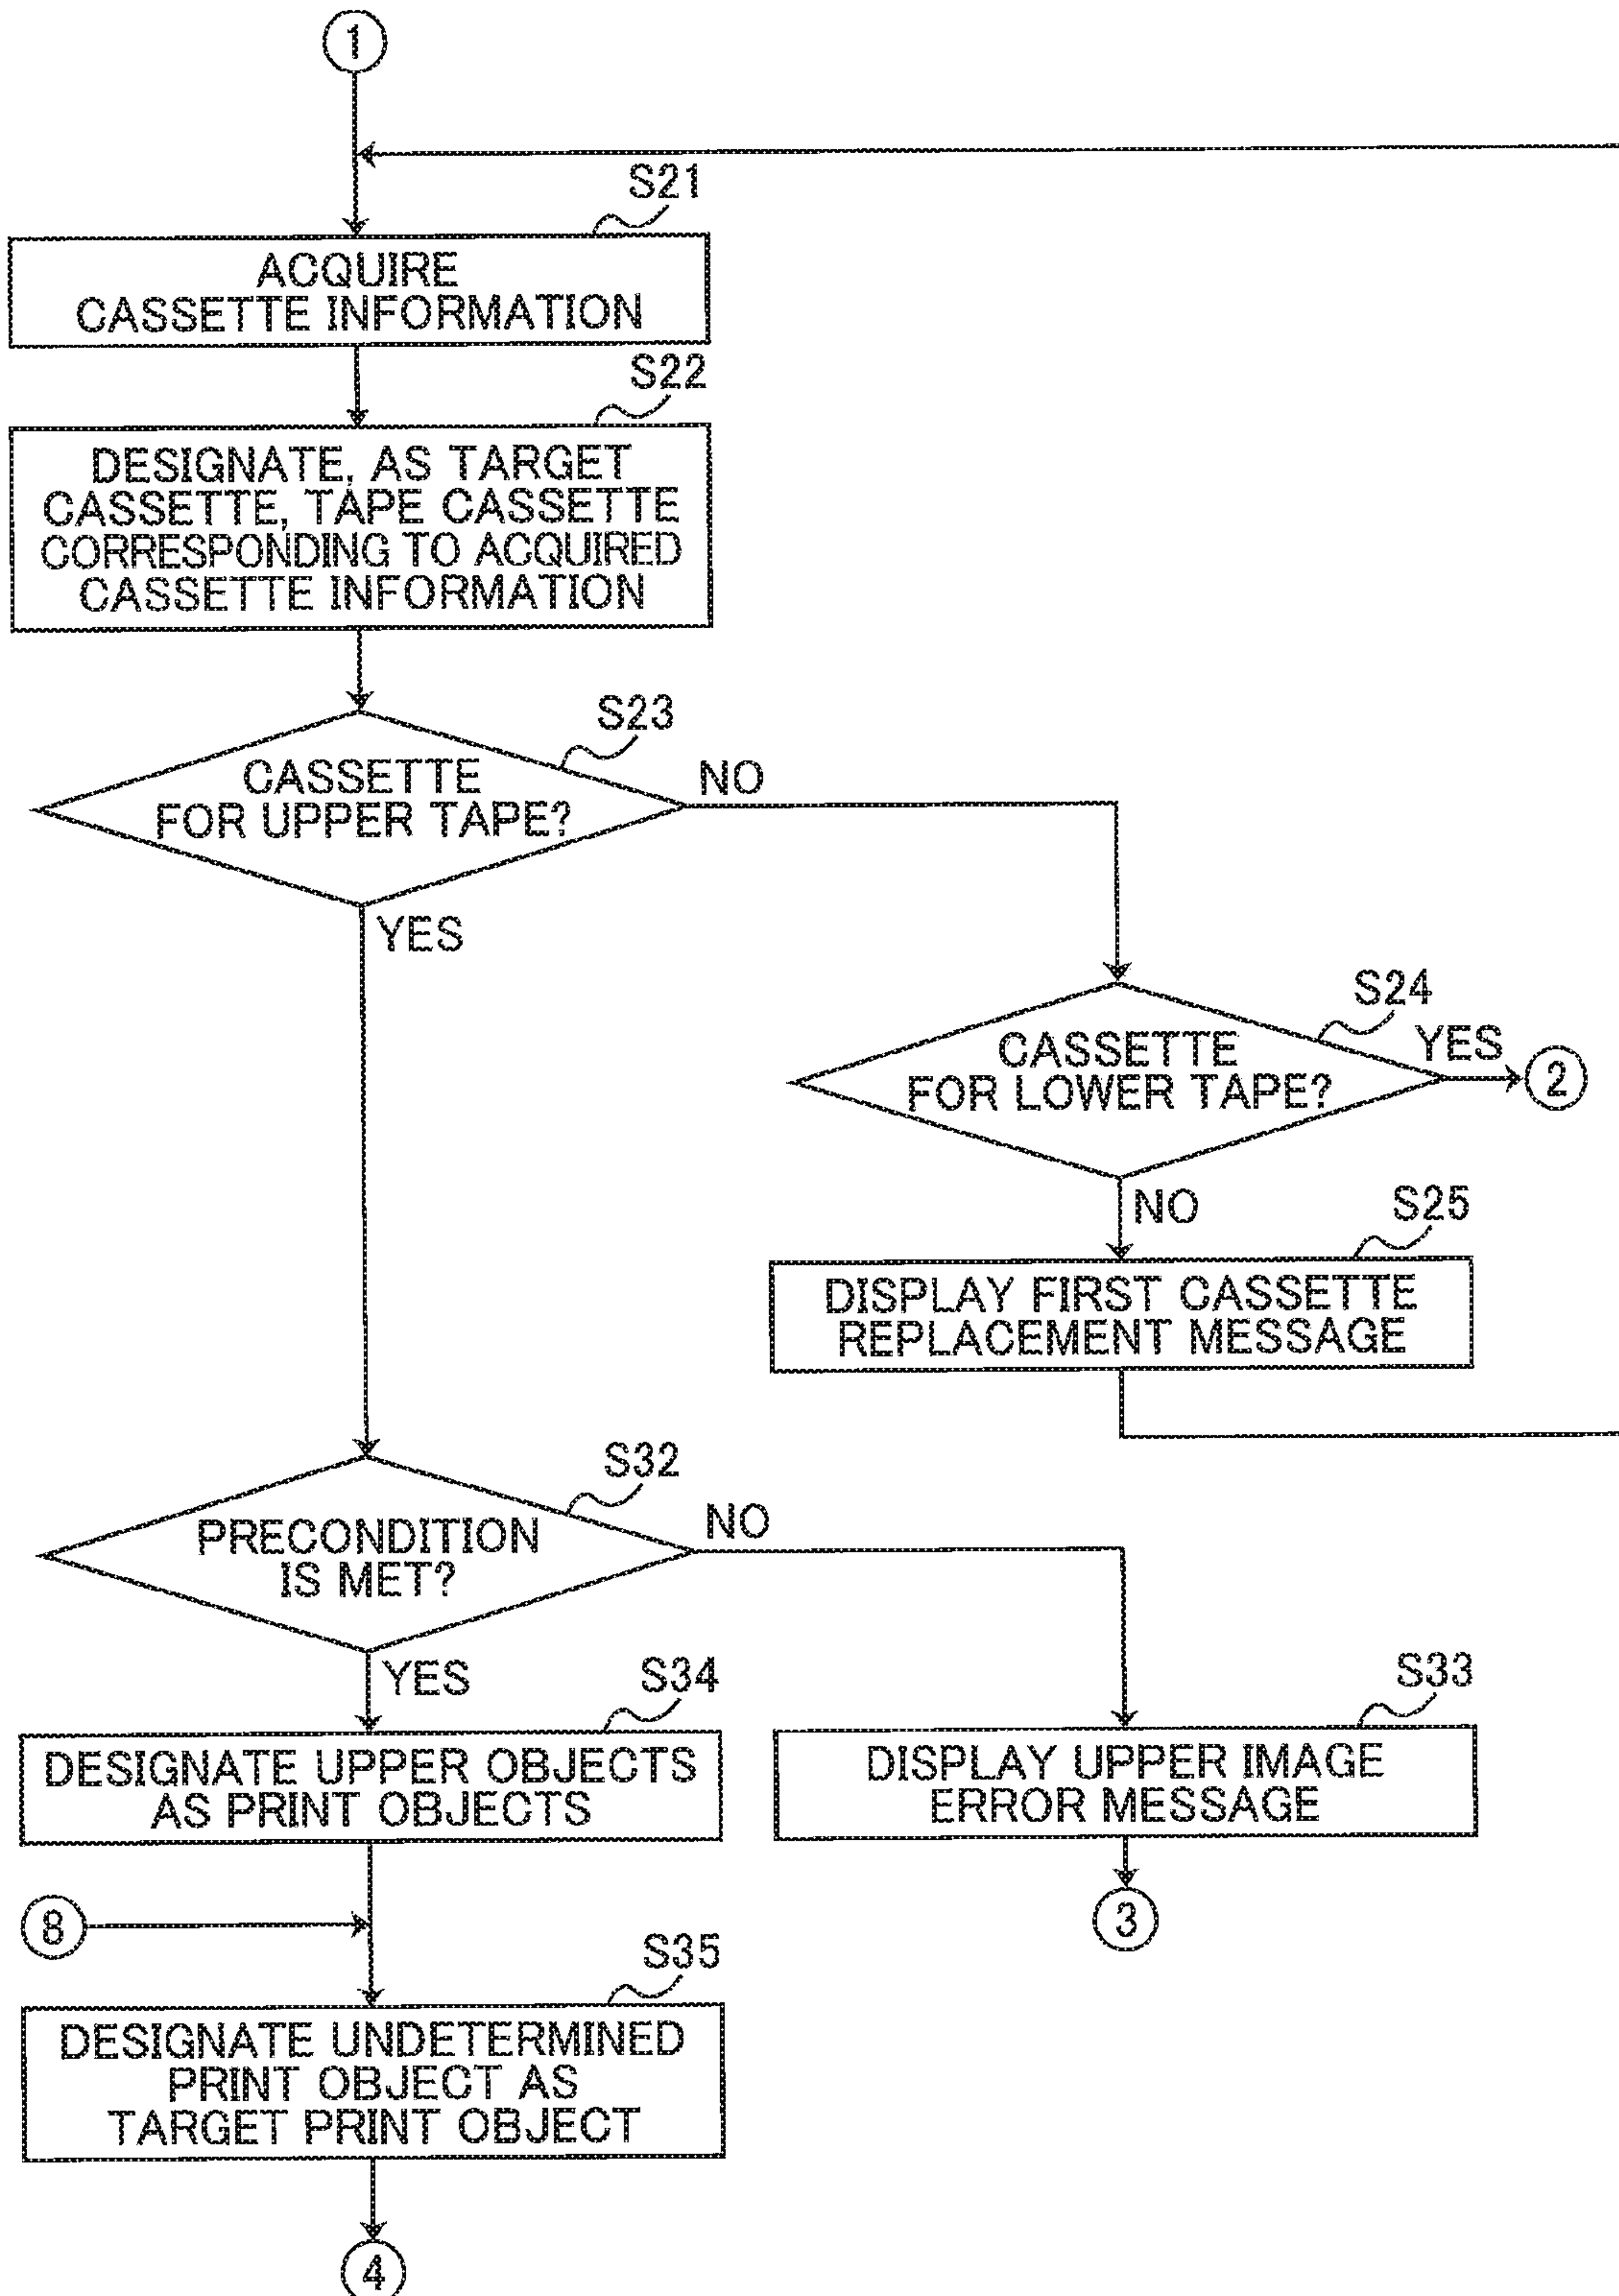 1
S21
ACQUIRE
CASSETTE INFORMATION
S22
DESIGNATE, AS TARGET
CASSETTE, TAPE CASSETTE
CORRESPONDING TO ACQUIRED
CASSETTE INFORMATION
S23
CASSETTE
FOR UPPER TAPE?
NO
YES
S24
CASSETTE
FOR LOWER TAPE?
YES
2
NO
S25
DISPLAY FIRST CASSETTE
REPLACEMENT MESSAGE
S32
PRECONDITION
IS MET?
NO
YES
S34
DESIGNATE UPPER OBJECTS
AS PRINT OBJECTS
S33
DISPLAY UPPER IMAGE
ERROR MESSAGE
3
8
S35
DESIGNATE UNDETERMINED
PRINT OBJECT AS
TARGET PRINT OBJECT
4